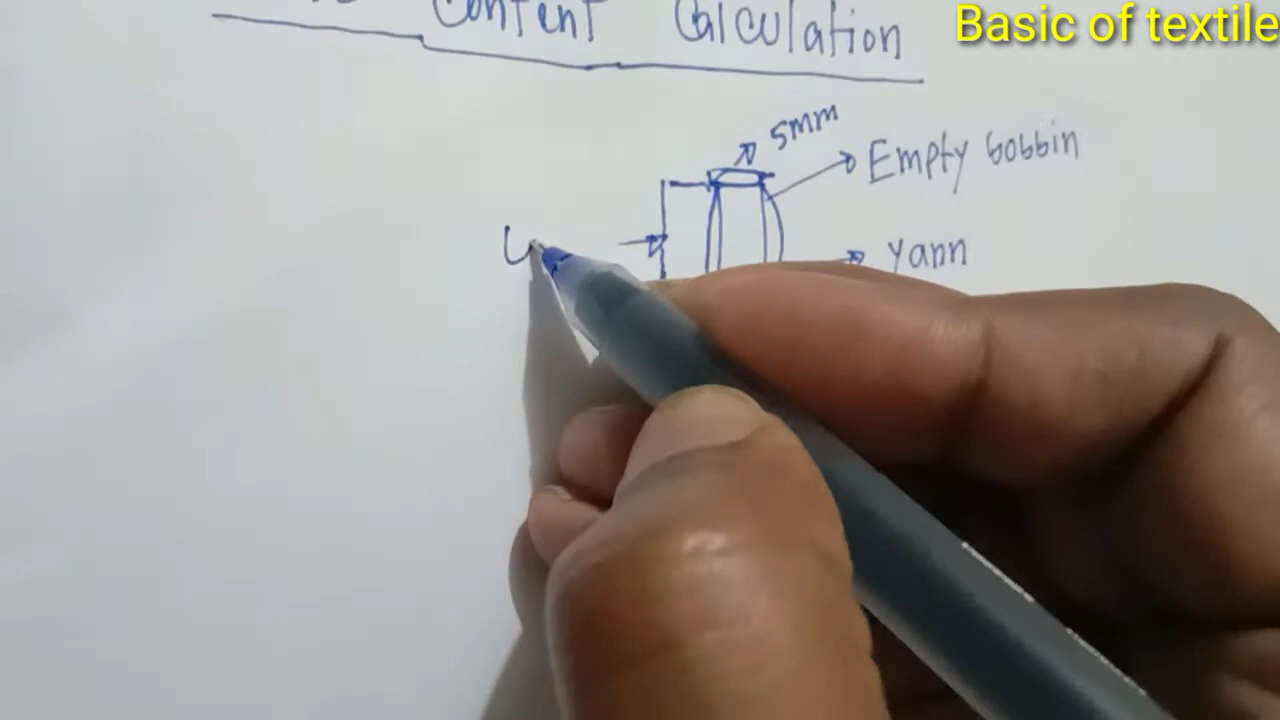 Basic of textile
Content Calculation
5mm
Empty bobbin
yarn